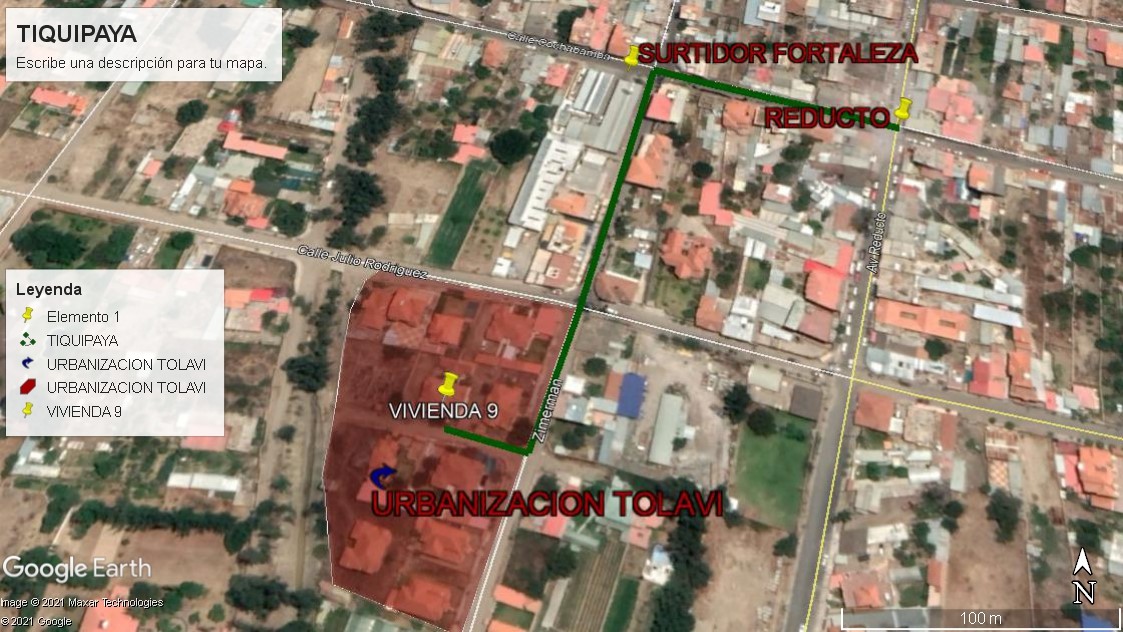 TIQUIPAYA
Escribe una descripción para tu mapa.
Calle Cochabamba
SURTIDOR FORTALEZA
REDUCTO
Av Reducto
Calle Julio Rodriguez
Leyenda
Elemento 1
TIQUIPAYA
URBANIZACION TOLAVI
URBANIZACION TOLAVI
VIVIENDA 9
VIVIENDA 9
Zimerman
URBANIZACION TOLAVI
Google Earth
Image © 2021 Maxar Technologies
© 2021 Google
N
100 m